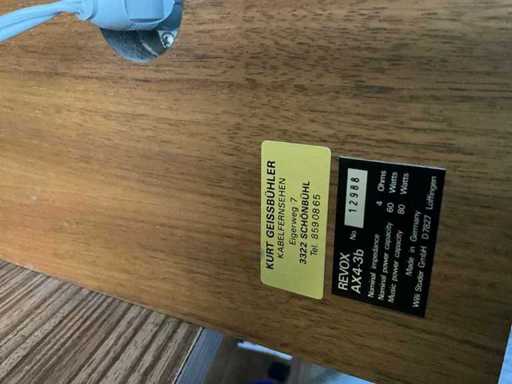 KURT GEISSBÜHLER
KABELFERNSEHEN
Eigerweg 7
3322 SCHÖNBÜHL
Tel. 859 08 65
REVOX
AX4-3b No. 12988
Nominal impedance 4 Ohms
Nominal power capacity 60 Watts
Music power capacity 80 Watts
Made in Germany
Willi Studer GmbH D7827 Löffingen